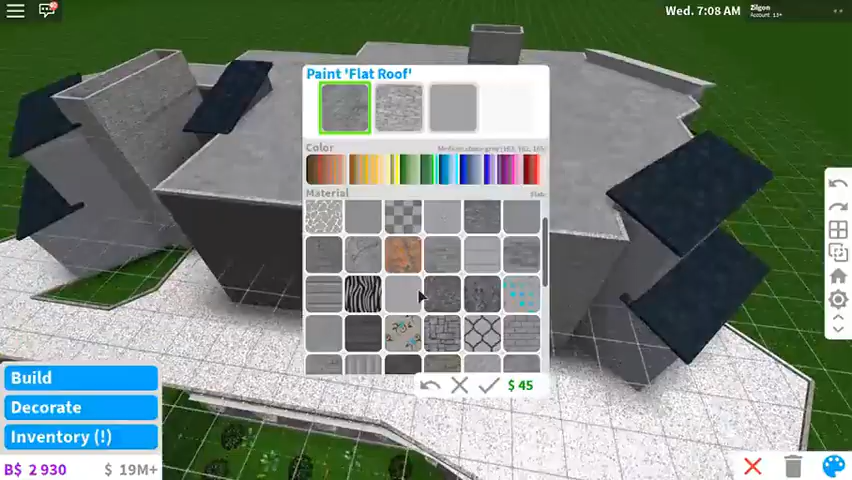 Wed. 7:08 AM
Zilgon
Account: 13+
Paint 'Flat Roof'
Color
Material
Slate
$ 45
Build
Decorate
Inventory (!)
B$ 2 930
$ 19M+